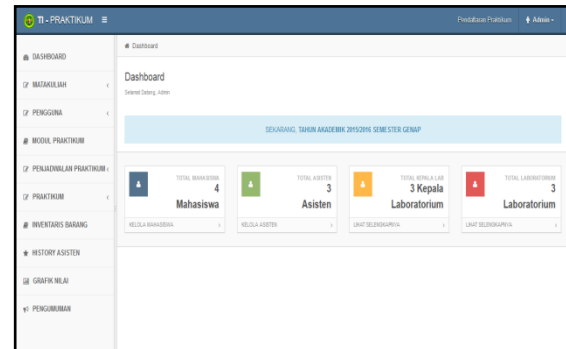 TI - PRAKTIKUM
Pendaftaran Praktikum
Admin
DASHBOARD
MATAKULIAH
PENGGUNA
MODUL PRAKTIKUM
PENJADWALAN PRAKTIKUM
PRAKTIKUM
INVENTARIS BARANG
HISTORY ASISTEN
GRAFIK NILAI
PENGUMUMAN
Dashboard
Dashboard
Selamat Datang, Admin
SEKARANG, TAHUN AKADEMIK 2015/2016 SEMESTER GENAP
TOTAL MAHASISWA
4
Mahasiswa
KELOLA MAHASISWA
TOTAL ASISTEN
3
Asisten
KELOLA ASISTEN
TOTAL KEPALA LAB
3 Kepala
Laboratorium
LIHAT SELENGKAPNYA
TOTAL LABORATORIUM
3
Laboratorium
LIHAT SELENGKAPNYA